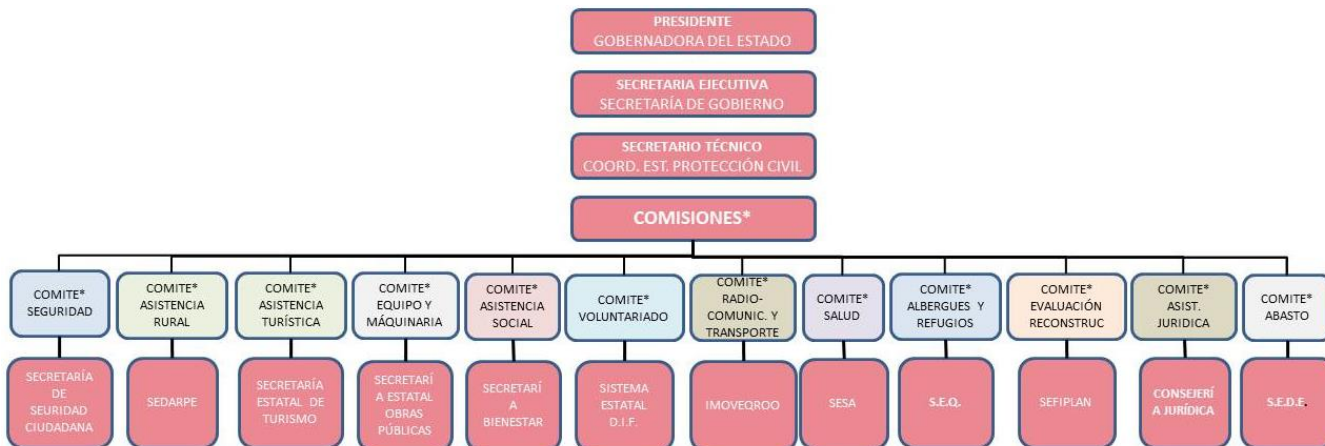 PRESIDENTE
GOBERNADORA DEL ESTADO
SECRETARIA EJECUTIVA
SECRETARÍA DE GOBIERNO
SECRETARIO TÉCNICO
COORD. EST. PROTECCIÓN CIVIL
COMISIONES*
COMITE*
SEGURIDAD
COMITE*
ASISTENCIA
RURAL
COMITE*
ASISTENCIA
TURÍSTICA
COMITE*
EQUIPO Y
MÁQUINARIA
COMITE*
ASISTENCIA
SOCIAL
COMITE*
VOLUNTARIADO
COMITE*
RADIO-
COMUNIC. Y
TRANSPORTE
COMITE*
SALUD
COMITE*
ALBERGUES Y
REFUGIOS
COMITE*
EVALUACIÓN
RECONSTRUC
COMITE*
ASIST.
JURIDICA
COMITE*
ABASTO
SECRETARÍA
DE
SEURIDAD
CIUDADANA
SEDARPE
SECRETARÍA
ESTATAL DE
TURISMO
SECRETARÍ
A ESTATAL
OBRAS
PÚBLICAS
SECRETARÍ
A
BIENESTAR
SISTEMA
ESTATAL
D.I.F.
IMOVEQROO
SESA
S.E.Q.
SEFIPLAN
CONSEJERÍ
A JURÍDICA
S.E.D.E.